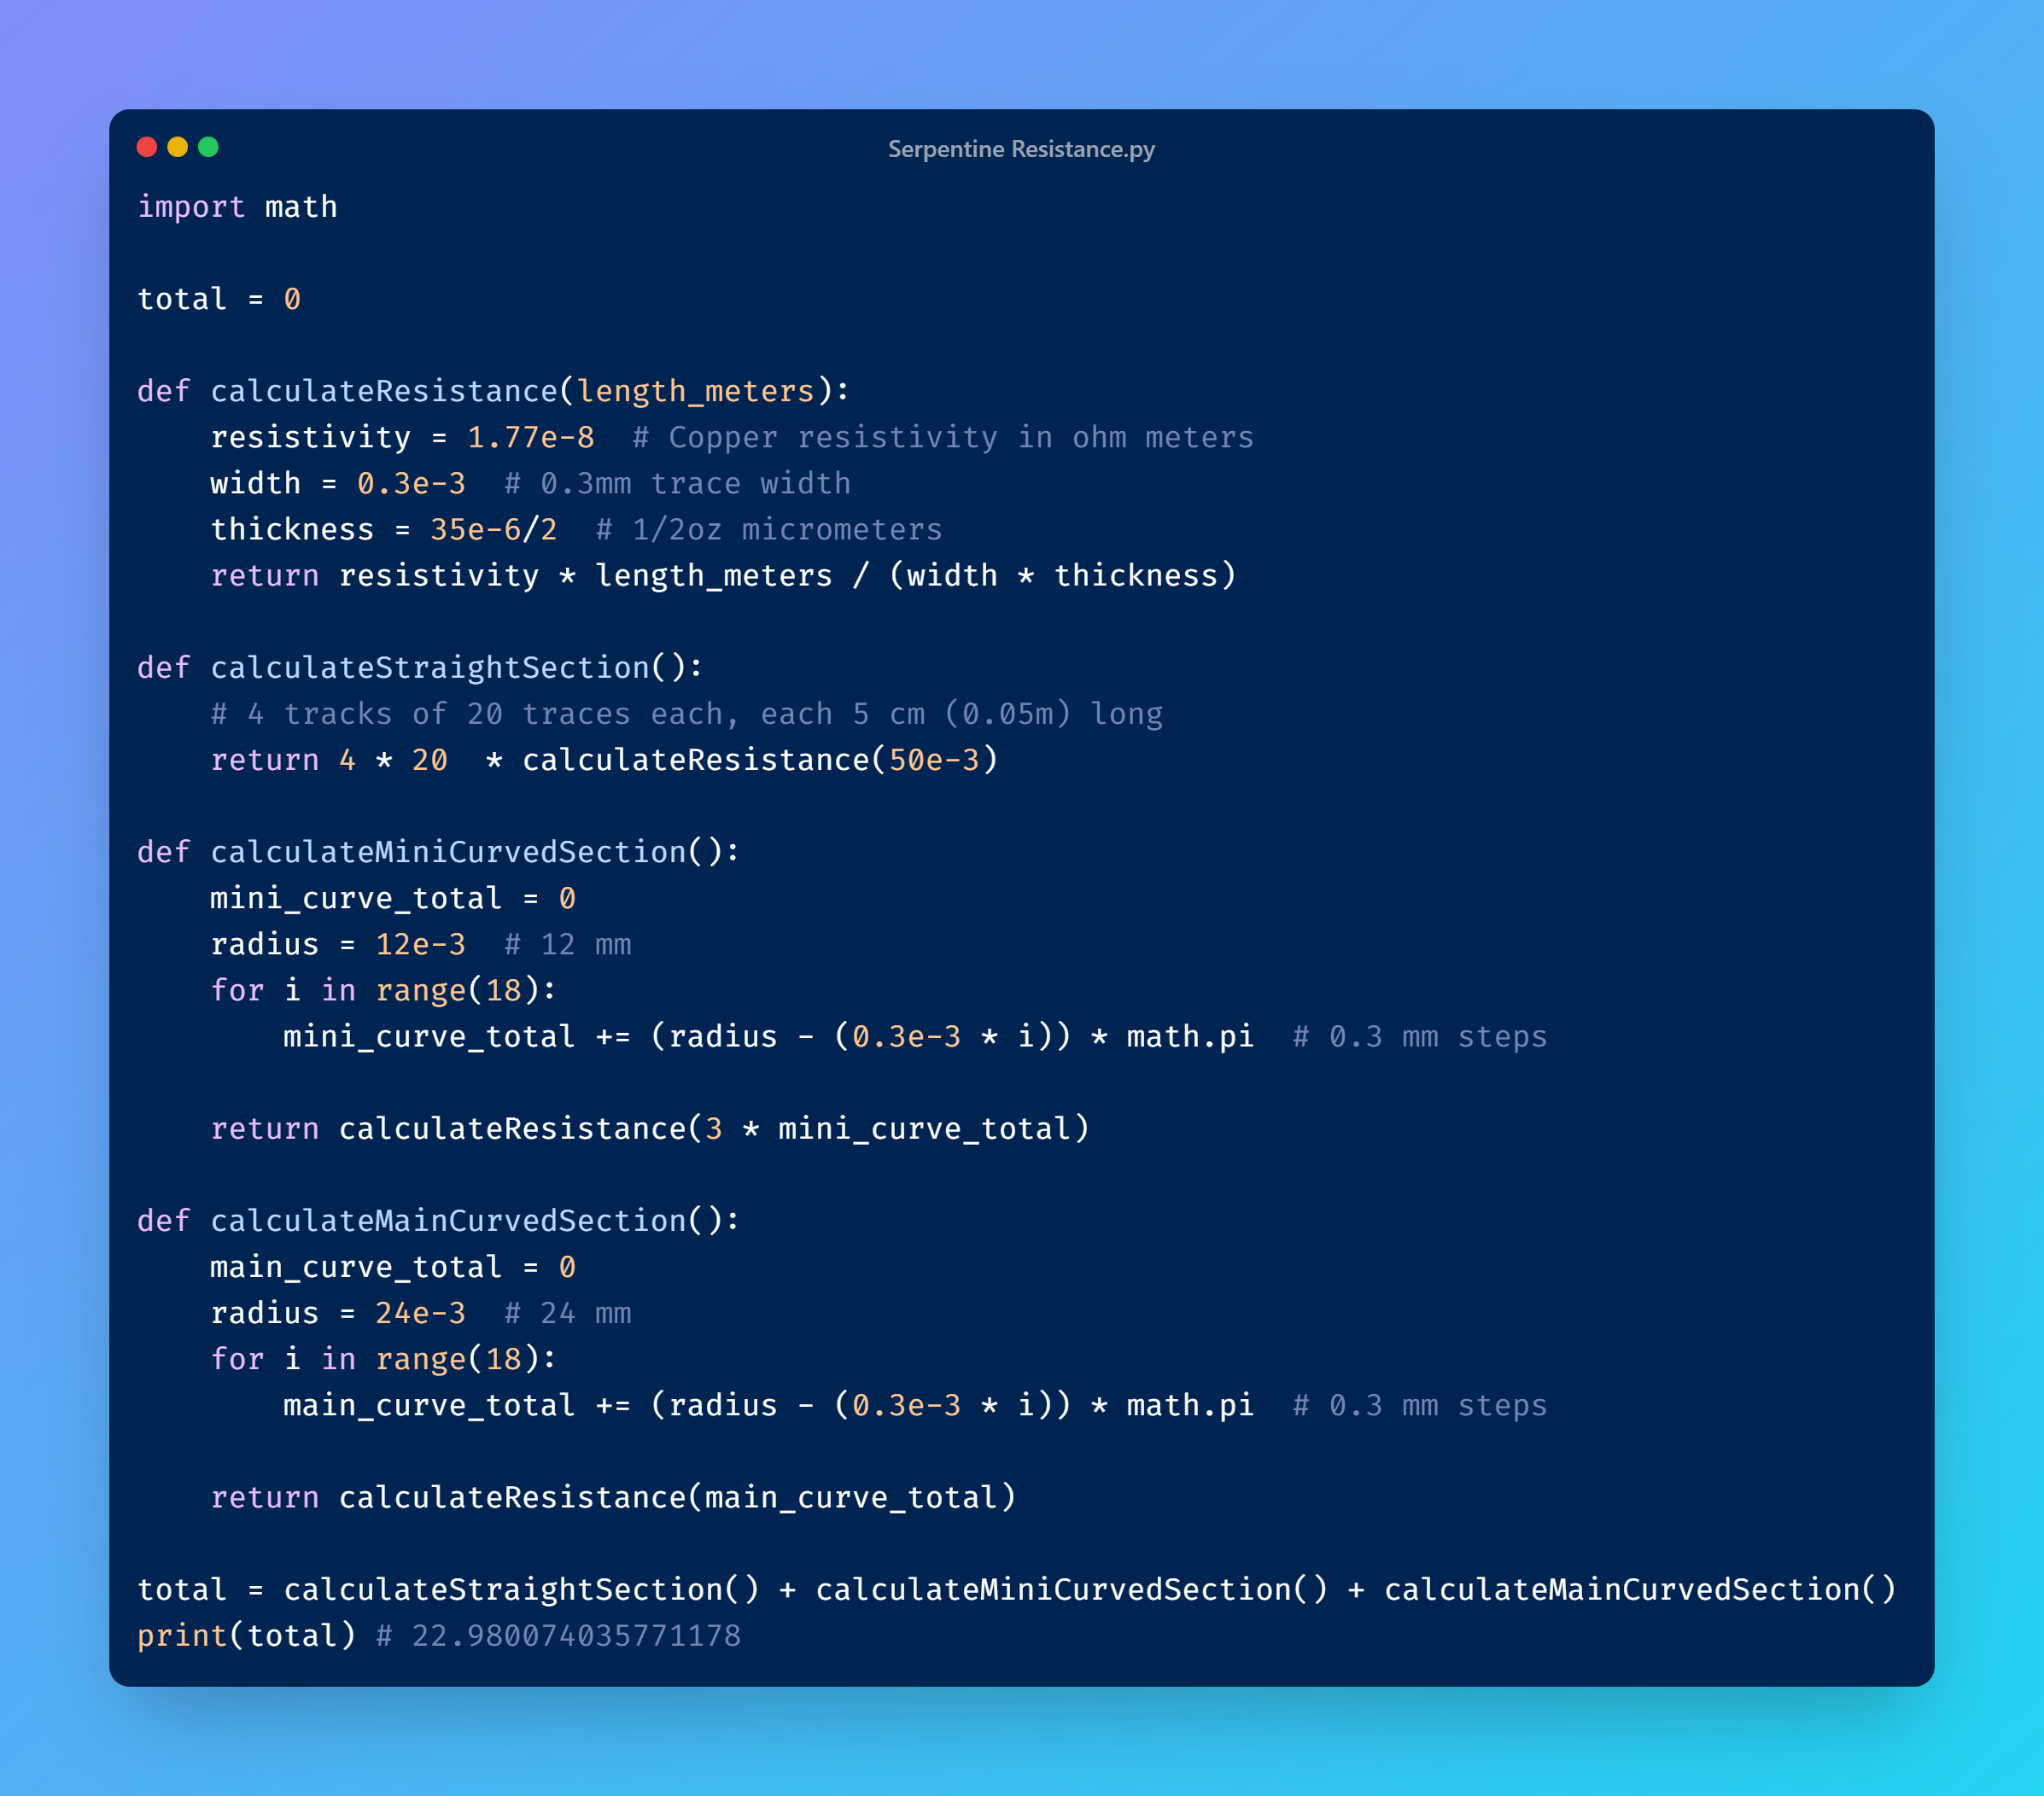 Serpentine Resistance.py
import math
total = 0
def calculateResistance(length_meters):
    resistivity = 1.77e-8  # Copper resistivity in ohm meters
    width = 0.3e-3  # 0.3mm trace width
    thickness = 35e-6/2  # 1/2oz micrometers
    return resistivity * length_meters / (width * thickness)
def calculateStraightSection():
    # 4 tracks of 20 traces each, each 5 cm (0.05m) long
    return 4 * 20  * calculateResistance(50e-3)
def calculateMiniCurvedSection():
    mini_curve_total = 0
    radius = 12e-3  # 12 mm
    for i in range(18):
        mini_curve_total += (radius - (0.3e-3 * i)) * math.pi  # 0.3 mm steps
    return calculateResistance(3 * mini_curve_total)
def calculateMainCurvedSection():
    main_curve_total = 0
    radius = 24e-3  # 24 mm
    for i in range(18):
        main_curve_total += (radius - (0.3e-3 * i)) * math.pi  # 0.3 mm steps
    return calculateResistance(main_curve_total)
total = calculateStraightSection() + calculateMiniCurvedSection() + calculateMainCurvedSection()
print(total) # 22.980074035771178